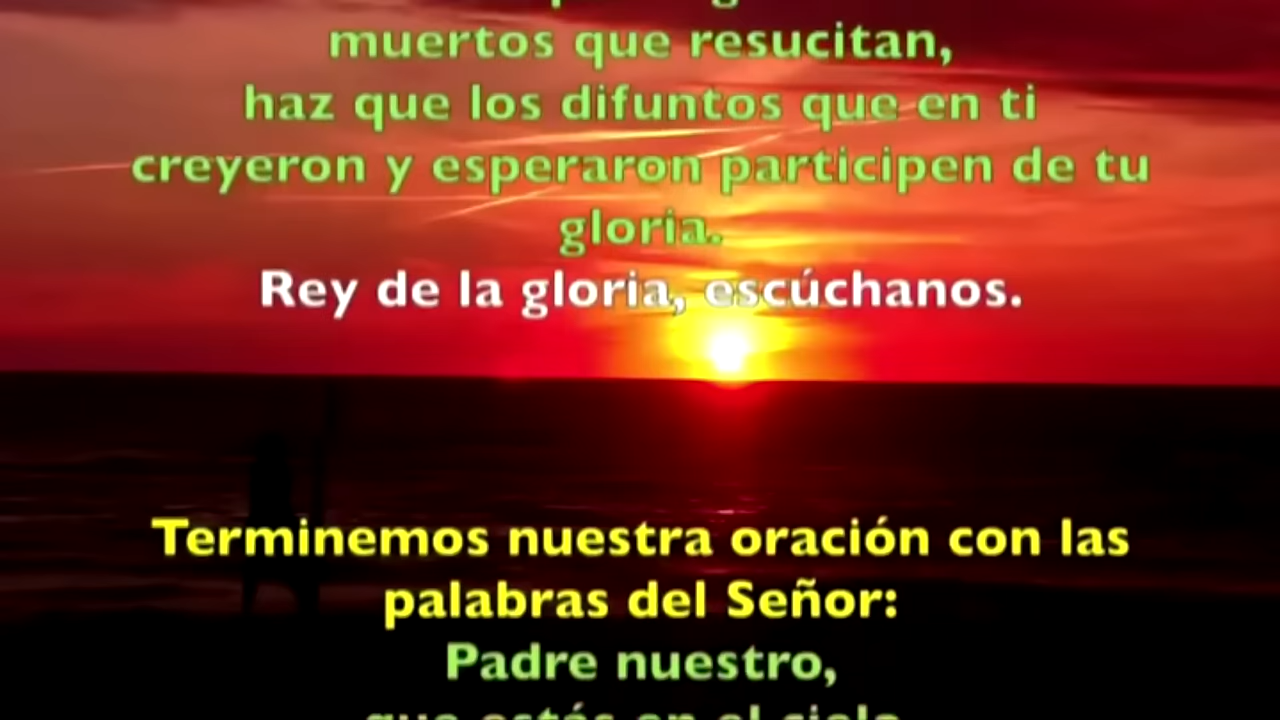 muertos que resucitan,
haz que los difuntos que en ti
creyeron y esperaron participen de tu
gloria.
Rey de la gloria, escúchanos.
Terminemos nuestra oración con las
palabras del Señor:
Padre nuestro,
que estás en el cielo,